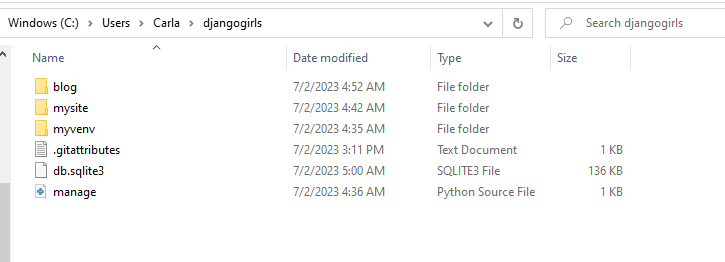 Windows (C:) > Users > Carla > djangogirls Search djangogirls
Name Date modified Type Size
blog 7/2/2023 4:52 AM File folder
mysite 7/2/2023 4:42 AM File folder
myvenv 7/2/2023 4:35 AM File folder
.gitattributes 7/2/2023 3:11 PM Text Document 1 KB
db.sqlite3 7/2/2023 5:00 AM SQLITE3 File 136 KB
manage 7/2/2023 4:36 AM Python Source File 1 KB